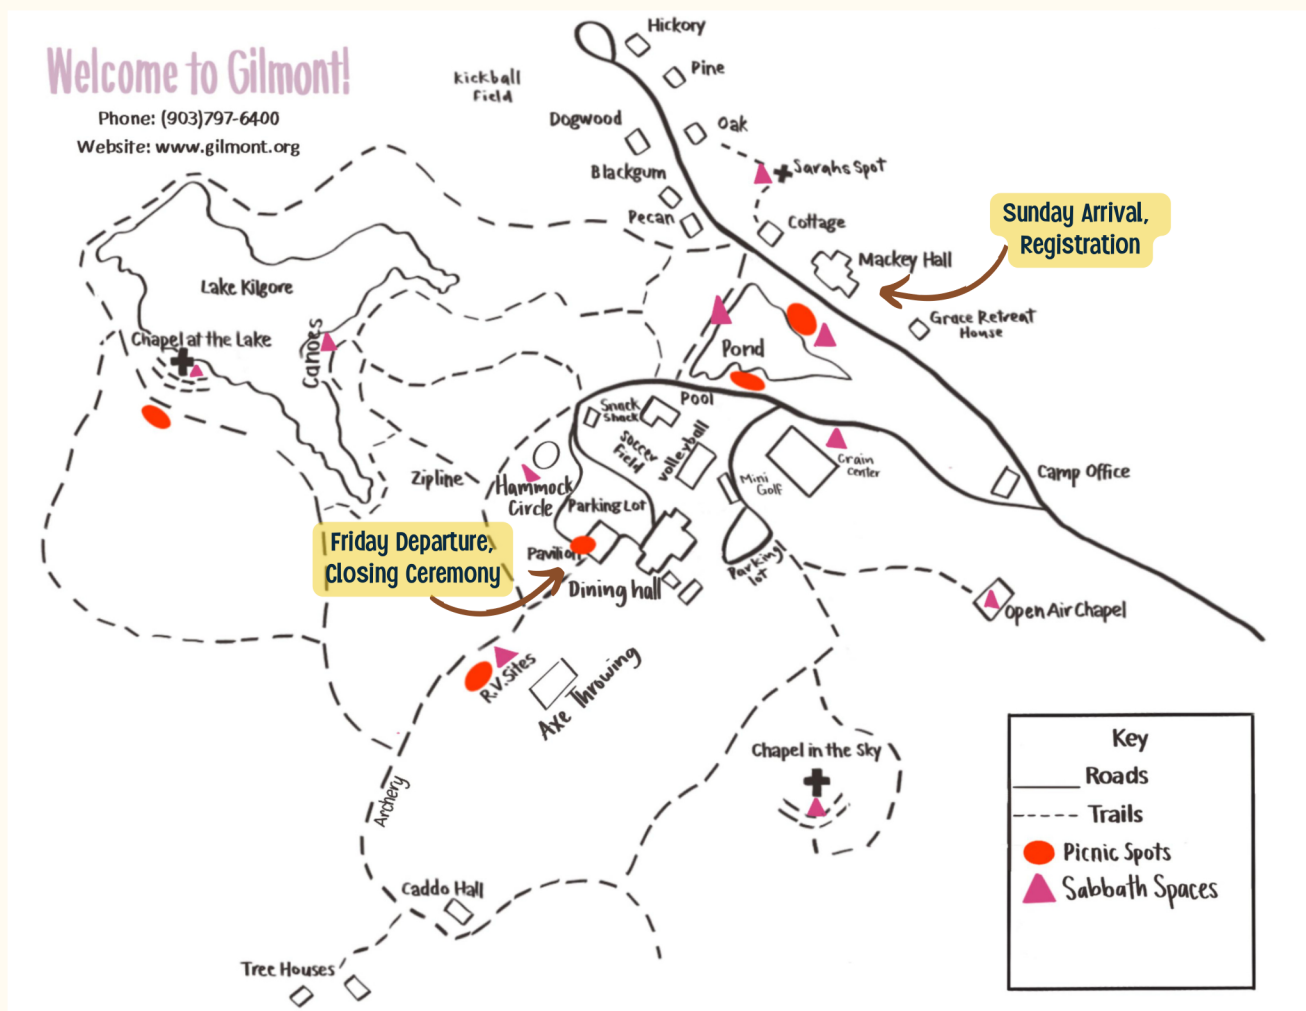 Welcome to Gilmont!
Phone: (903)797-6400
Website: www.gilmont.org
Hickory
Pine
kickball
Field
Dogwood
Oak
Blackgum
Sarahs Spot
Pecan
Cottage
Sunday Arrival,
Registration
Mackey Hall
Lake Kilgore
Grace Retreat
House
Chapel at the Lake
Canoes
Pond
Pool
Snack
Shack
Soccer
Field
volleyball
Crain
center
Camp Office
Zipline
Hammock
Circle
Mini
Golf
Parking Lot
Friday Departure,
Closing Ceremony
Pavilion
Dining hall
Parking
lot
Open Air Chapel
R.V. Sites
Axe Throwing
Chapel in the Sky
Archery
Caddo Hall
Tree Houses
Key
Roads
Trails
Picnic Spots
Sabbath Spaces